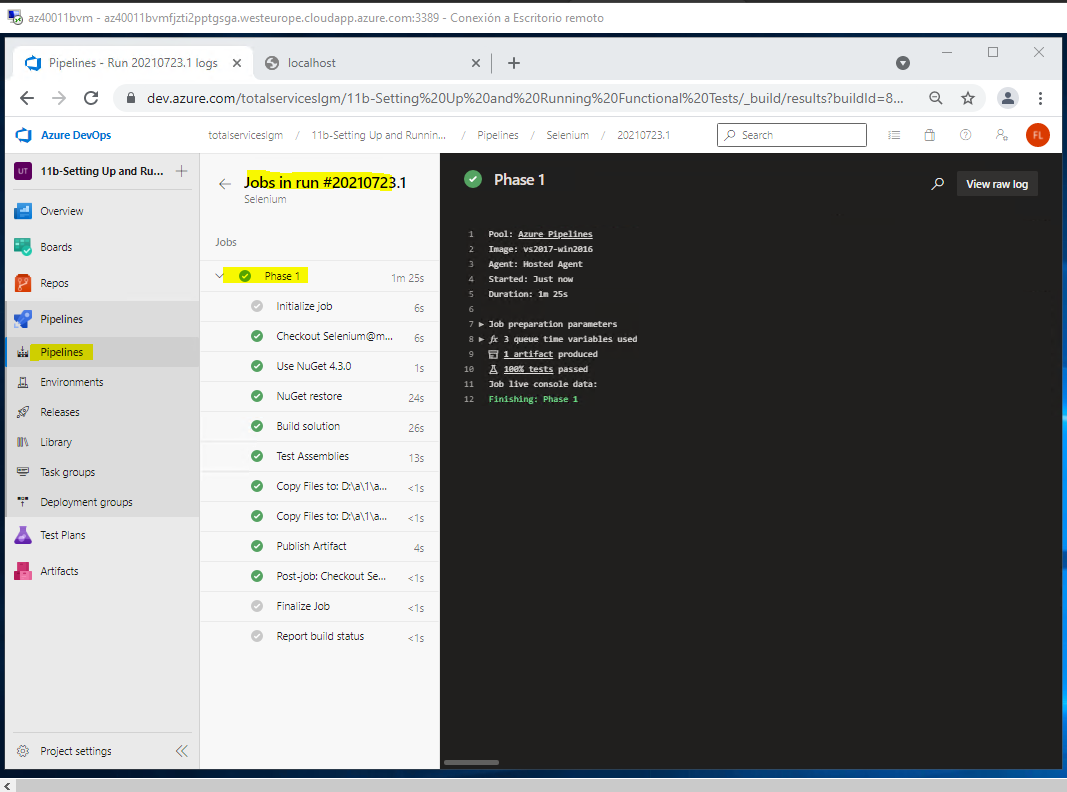 az40011bvm - az40011bvmfjzti2pptgsga.westeurope.cloudapp.azure.com:3389 - Conexión a Escritorio remoto
Pipelines - Run 20210723.1 logs
localhost
dev.azure.com/totalserviceslgm/11b-Setting%20Up%20and%20Running%20Functional%20Tests/_build/results?buildId=8...
Azure DevOps
totalserviceslgm / 11b-Setting Up and Runnin... / Pipelines / Selenium / 20210723.1
Search
FL
UT
11b-Setting Up and Ru...
Overview
Boards
Repos
Pipelines
Pipelines
Environments
Releases
Library
Task groups
Deployment groups
Test Plans
Artifacts
Project settings
Jobs in run #20210723.1
Selenium
Jobs
Phase 1 1m 25s
Initialize job 6s
Checkout Selenium@m... 6s
Use NuGet 4.3.0 1s
NuGet restore 24s
Build solution 26s
Test Assemblies 13s
Copy Files to: D:\a\1\a... <1s
Copy Files to: D:\a\1\a... <1s
Publish Artifact 4s
Post-job: Checkout Se... <1s
Finalize Job <1s
Report build status <1s
Phase 1
View raw log
1 Pool: Azure Pipelines
2 Image: vs2017-win2016
3 Agent: Hosted Agent
4 Started: Just now
5 Duration: 1m 25s
6
7 Job preparation parameters
8 fx 3 queue time variables used
9 1 artifact produced
10 100% tests passed
11 Job live console data:
12 Finishing: Phase 1